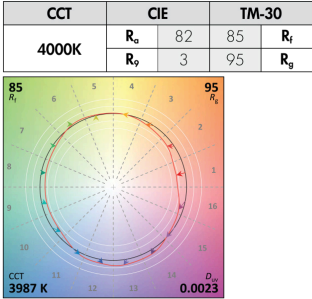 CCT CIE TM-30
4000K Ra 82 85 Rf
R9 3 95 Rg
85 95
Rf Rg
6 5 4 3
7 2
8 1
9 16
10 15
11 12 13 14
CCT Duv
3987 K 0.0023